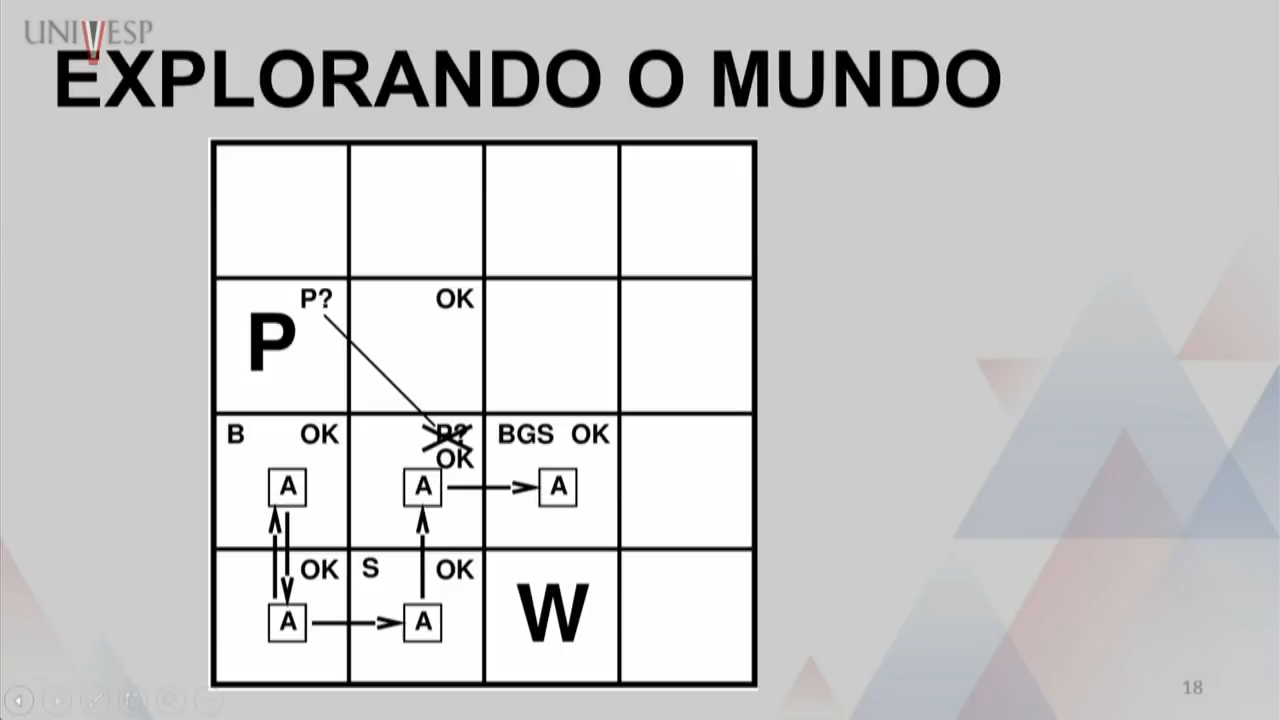 UNIVESP
EXPLORANDO O MUNDO
P? OK
P
P?
B OK BGS OK
OK
A A A
OK S OK
W
A A
18